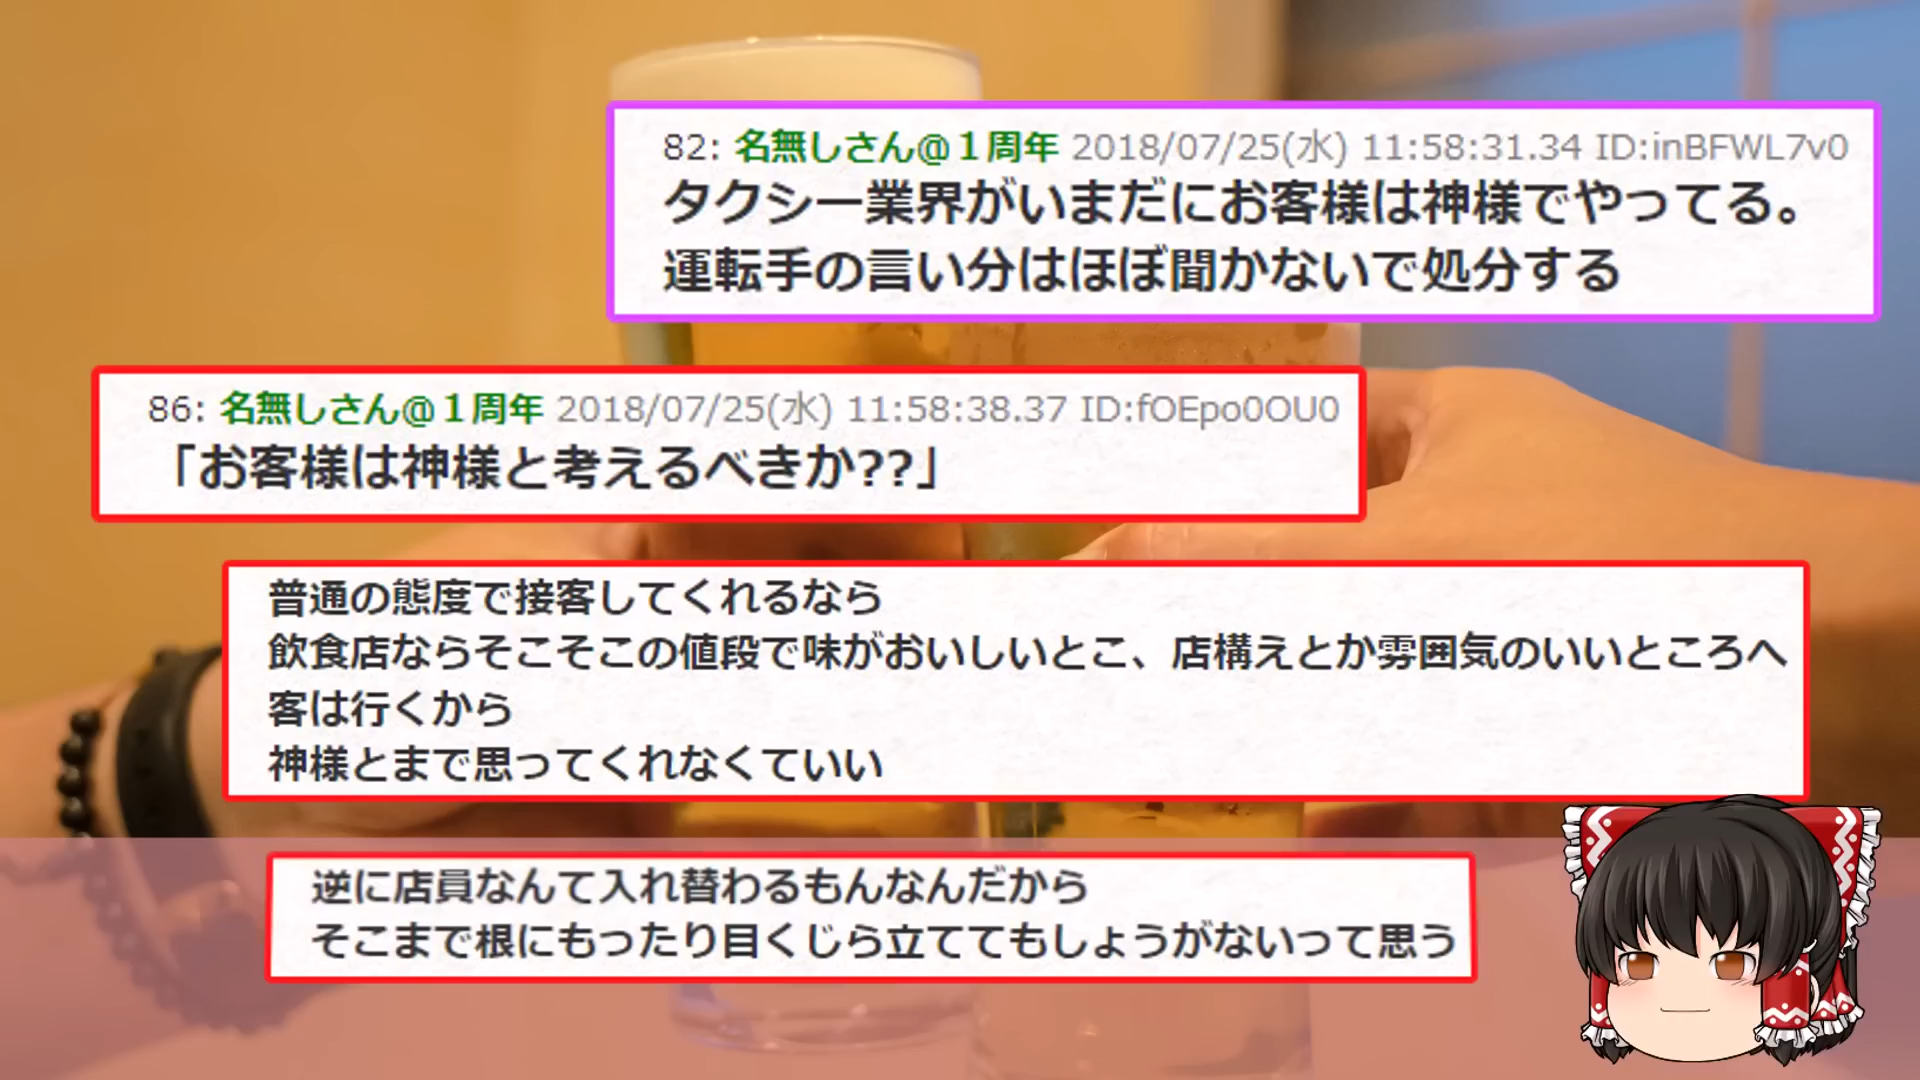 82: 名無しさん@１周年 2018/07/25(水) 11:58:31.34 ID:inBFWL7v0
タクシー業界がいまだにお客様は神様でやってる。
運転手の言い分はほぼ聞かないで処分する
86: 名無しさん@１周年 2018/07/25(水) 11:58:38.37 ID:fOEpo0OU0
「お客様は神様と考えるべきか??」
普通の態度で接客してくれるなら
飲食店ならそこそこの値段で味がおいしいとこ、店構えとか雰囲気のいいところへ
客は行くから
神様とまで思ってくれなくていい
逆に店員なんて入れ替わるもんなんだから
そこまで根にもったり目くじら立ててもしょうがないって思う